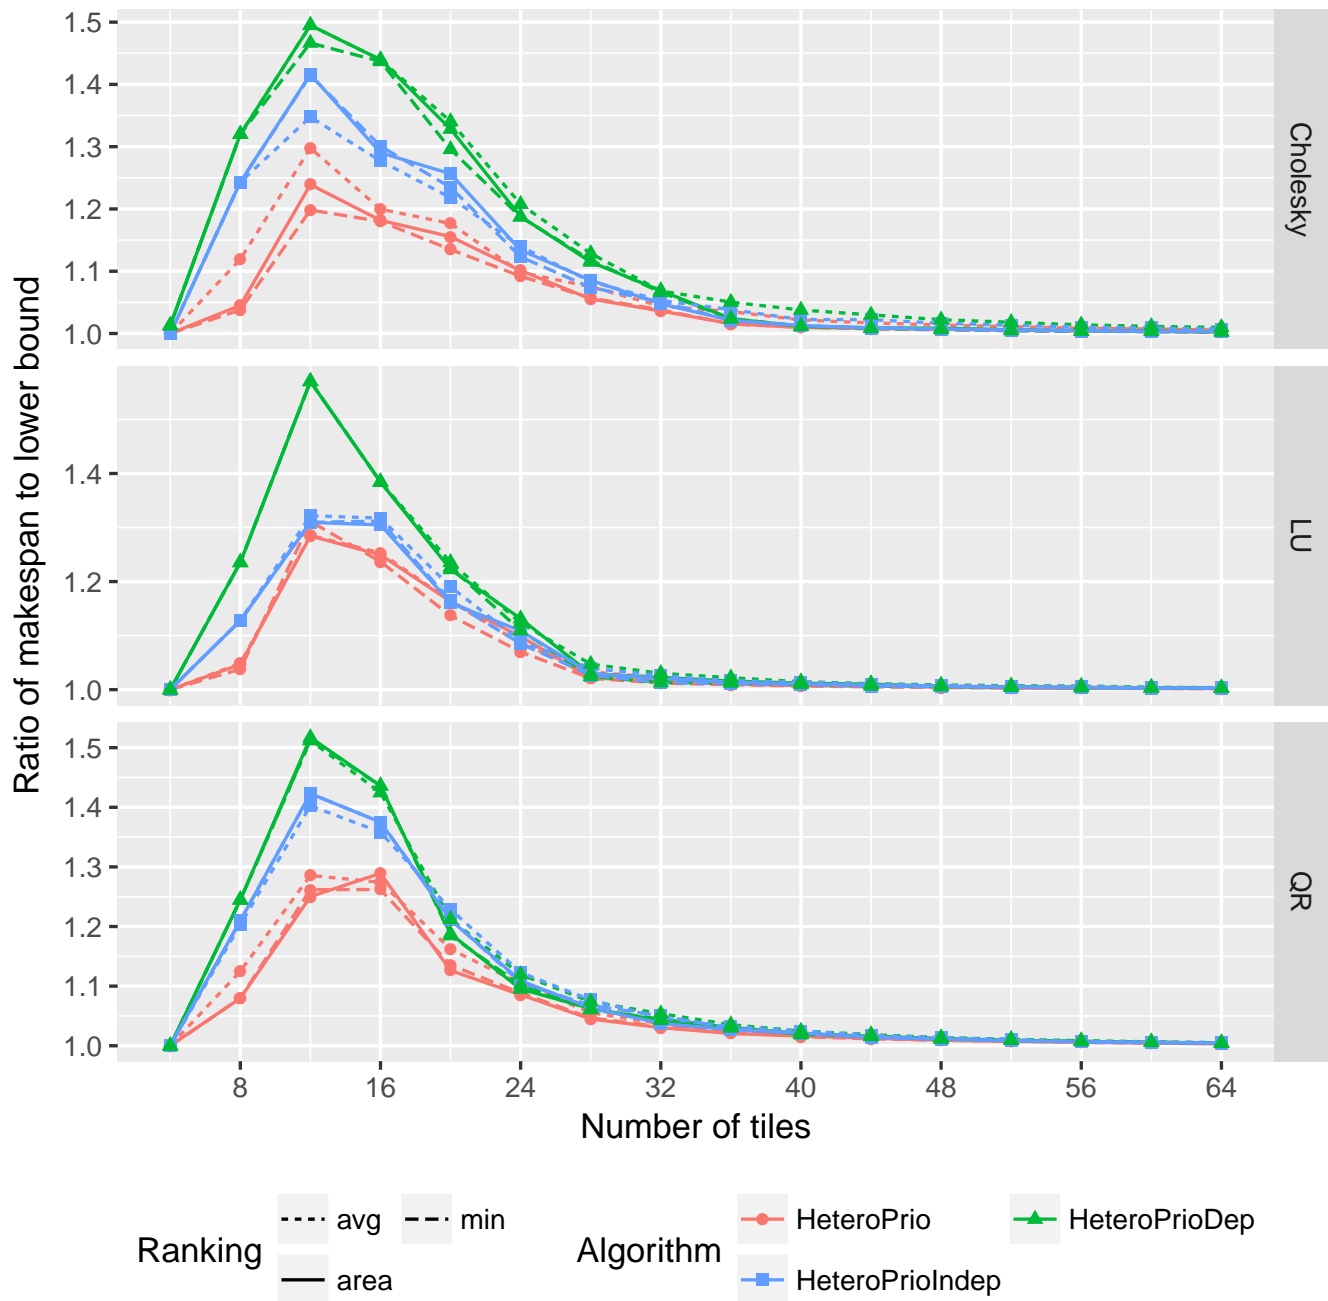 Ratio of makespan to lower bound
1.5
1.4
1.3
1.2
1.1
1.0
Cholesky
1.4
1.2
1.0
LU
1.5
1.4
1.3
1.2
1.1
1.0
QR
8 16 24 32 40 48 56 64
Number of tiles
Ranking avg min area
Algorithm HeteroPrio HeteroPrioDep HeteroPrioIndep